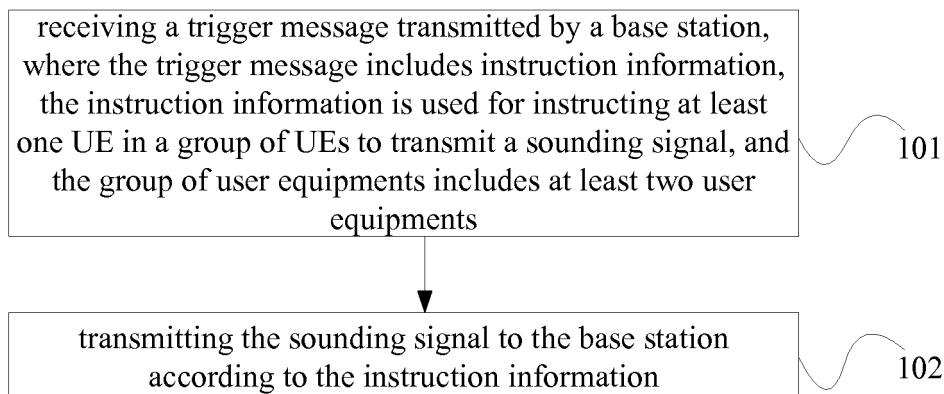 receiving a trigger message transmitted by a base station,
where the trigger message includes instruction information,
the instruction information is used for instructing at least
one UE in a group of UEs to transmit a sounding signal, and
the group of user equipments includes at least two user
equipments
101
transmitting the sounding signal to the base station
according to the instruction information
102